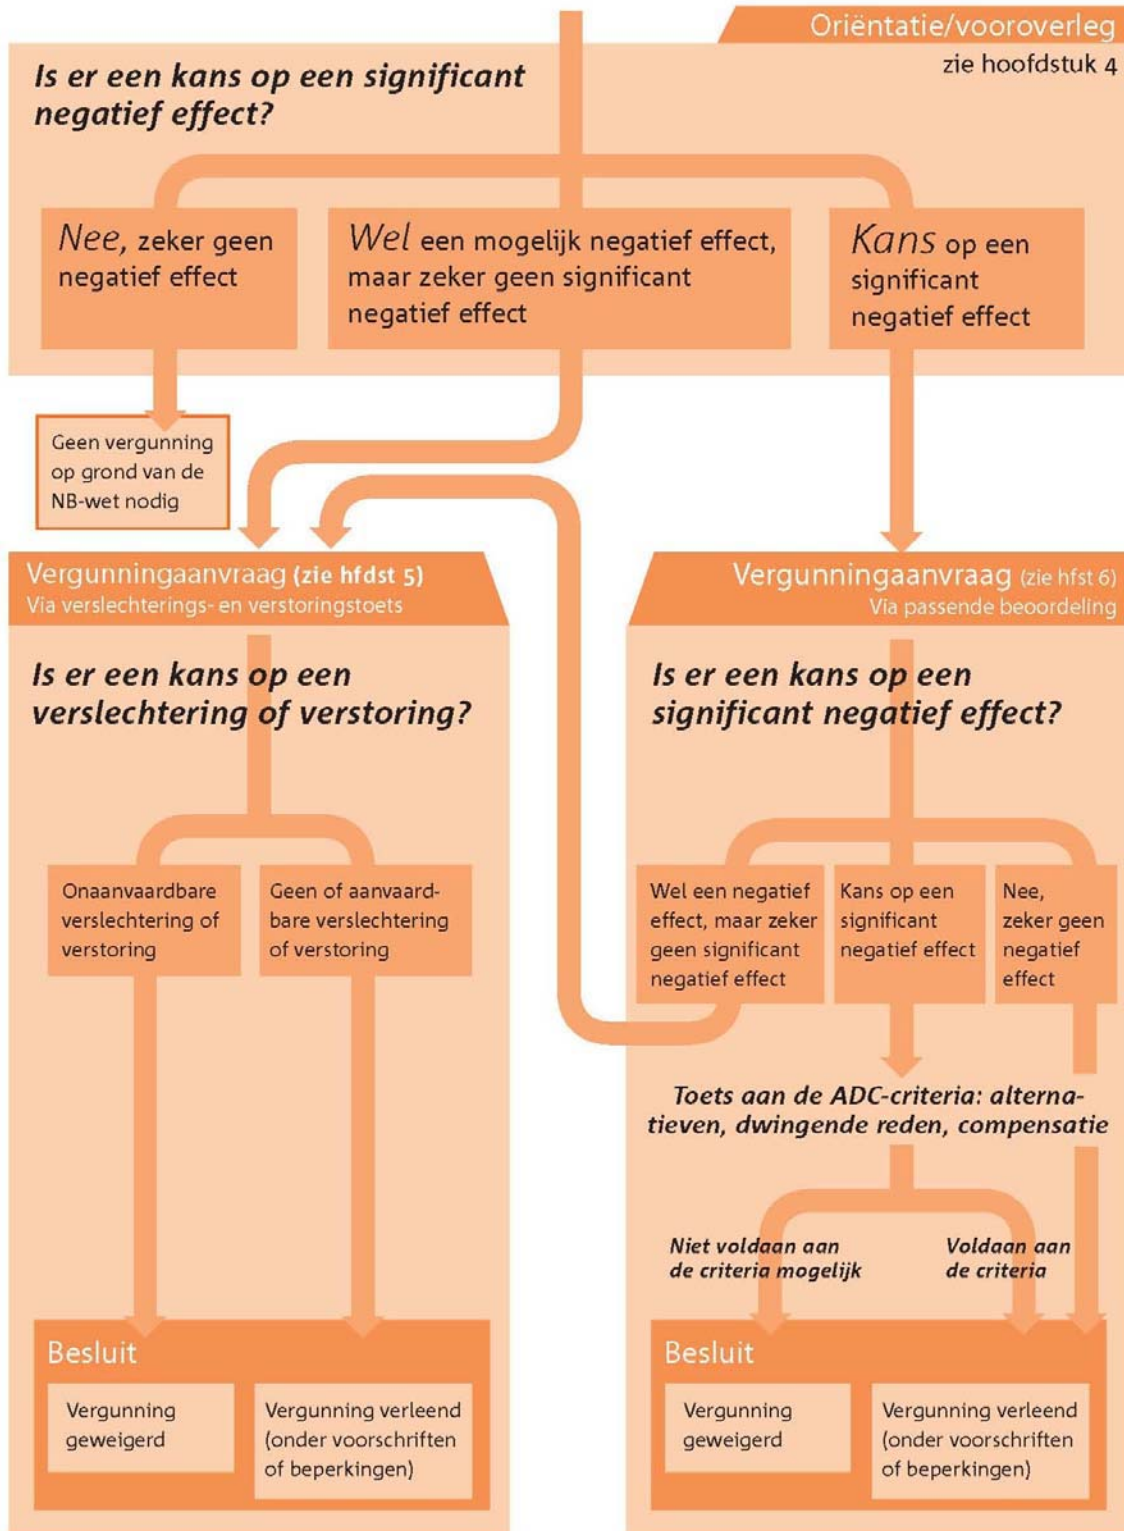 Oriëntatie/vooroverleg
zie hoofdstuk 4
Is er een kans op een significant
negatief effect?
Nee, zeker geen
negatief effect
Wel een mogelijk negatief effect,
maar zeker geen significant
negatief effect
Kans op een
significant
negatief effect
Geen vergunning
op grond van de
NB-wet nodig
Vergunningaanvraag (zie hfdst 5)
Via verslechterings- en verstoringstoets
Is er een kans op een
verslechtering of verstoring?
Onaanvaardbare
verslechtering of
verstoring
Geen of aanvaard-
bare verslechtering
of verstoring
Besluit
Vergunning
geweigerd
Vergunning verleend
(onder voorschriften
of beperkingen)
Vergunningaanvraag (zie hfst 6)
Via passende beoordeling
Is er een kans op een
significant negatief effect?
Wel een negatief
effect, maar zeker
geen significant
negatief effect
Kans op een
significant
negatief effect
Nee,
zeker geen
negatief
effect
Toets aan de ADC-criteria: alterna-
tieven, dwingende reden, compensatie
Niet voldaan aan
de criteria mogelijk
Voldaan aan
de criteria
Besluit
Vergunning
geweigerd
Vergunning verleend
(onder voorschriften
of beperkingen)